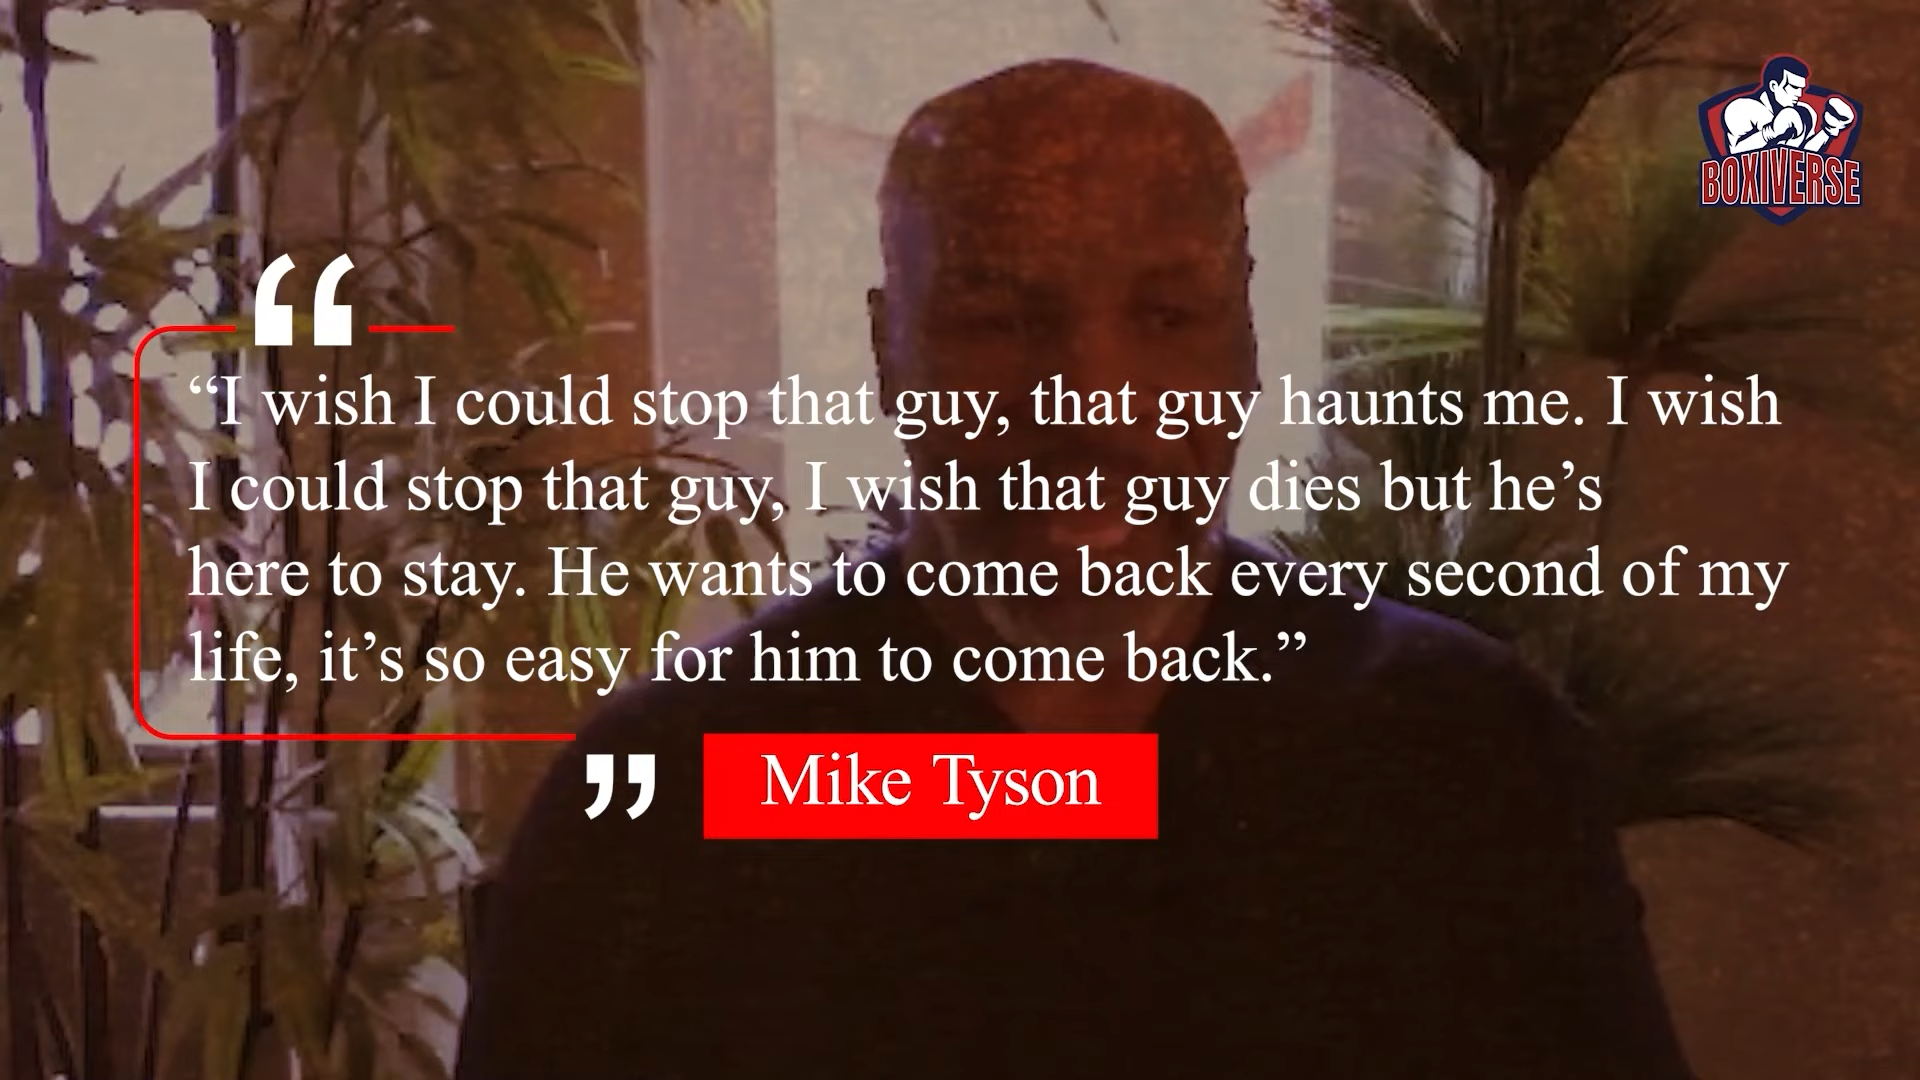 BOXIVERSE
“I wish I could stop that guy, that guy haunts me. I wish
I could stop that guy, I wish that guy dies but he’s
here to stay. He wants to come back every second of my
life, it’s so easy for him to come back.”
Mike Tyson